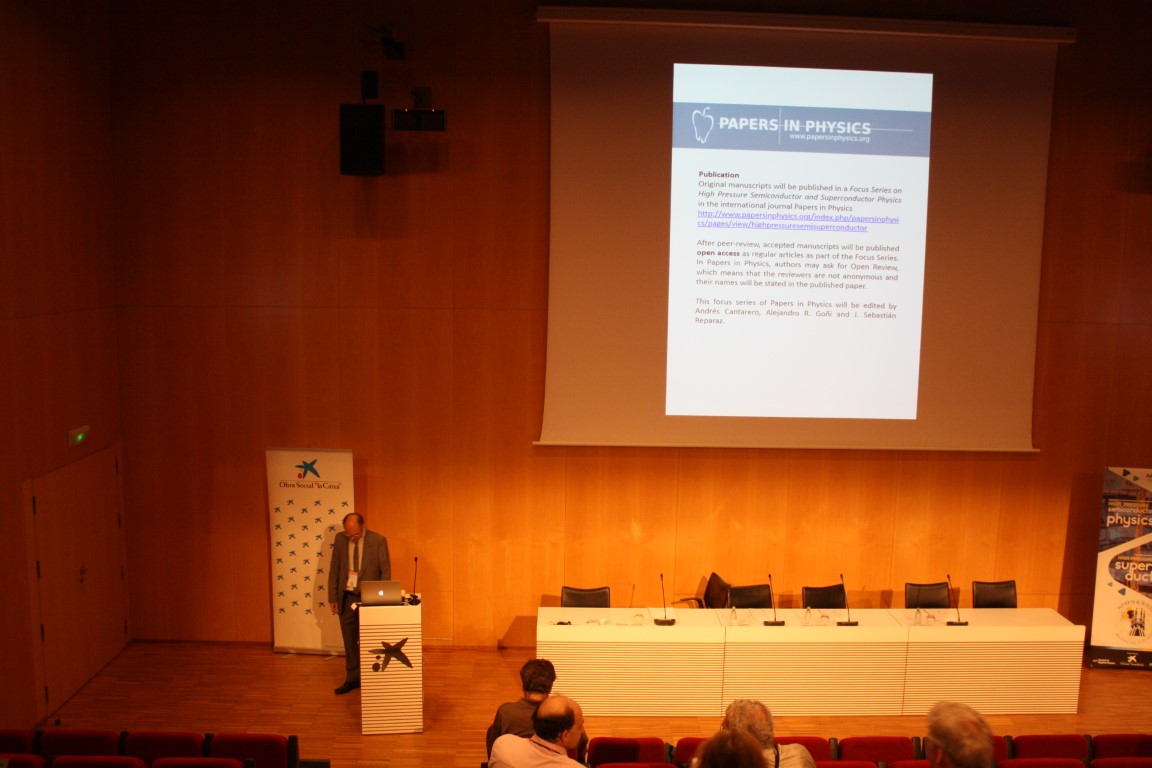 PAPERS IN PHYSICS
www.papersinphysics.org
Publication
Original manuscripts will be published in a Focus Series on
High Pressure Semiconductor and Superconductor Physics
in the international journal Papers in Physics
http://www.papersinphysics.org/index.php/papersinphysi
cs/pages/view/highpressuresemisuperconductor
After peer-review, accepted manuscripts will be published
open access as regular articles as part of the Focus Series.
In Papers in Physics, authors may ask for Open Review,
which means that the reviewers are not anonymous and
their names will be stated in the published paper.
This focus series of Papers in Physics will be edited by
Andrés Cantarero, Alejandro R. Goñi and J. Sebastián
Reparaz.
Obra Social "la Caixa"
semiconductor
physics
super
duct